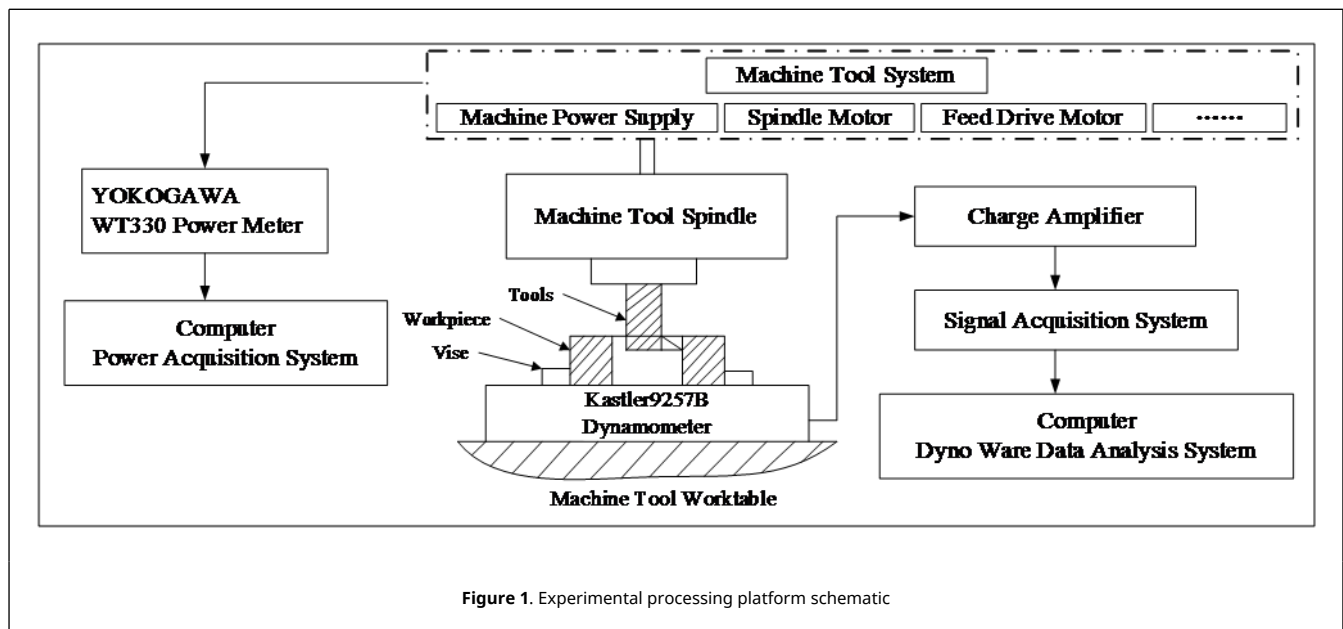 Machine Tool System
Machine Power Supply
Spindle Motor
Feed Drive Motor
······
YOKOGAWA
WT330 Power Meter
Computer
Power Acquisition System
Machine Tool Spindle
Tools
Workpiece
Vise
Kastler9257B
Dynamometer
Machine Tool Worktable
Charge Amplifier
Signal Acquisition System
Computer
Dyno Ware Data Analysis System
Figure 1. Experimental processing platform schematic